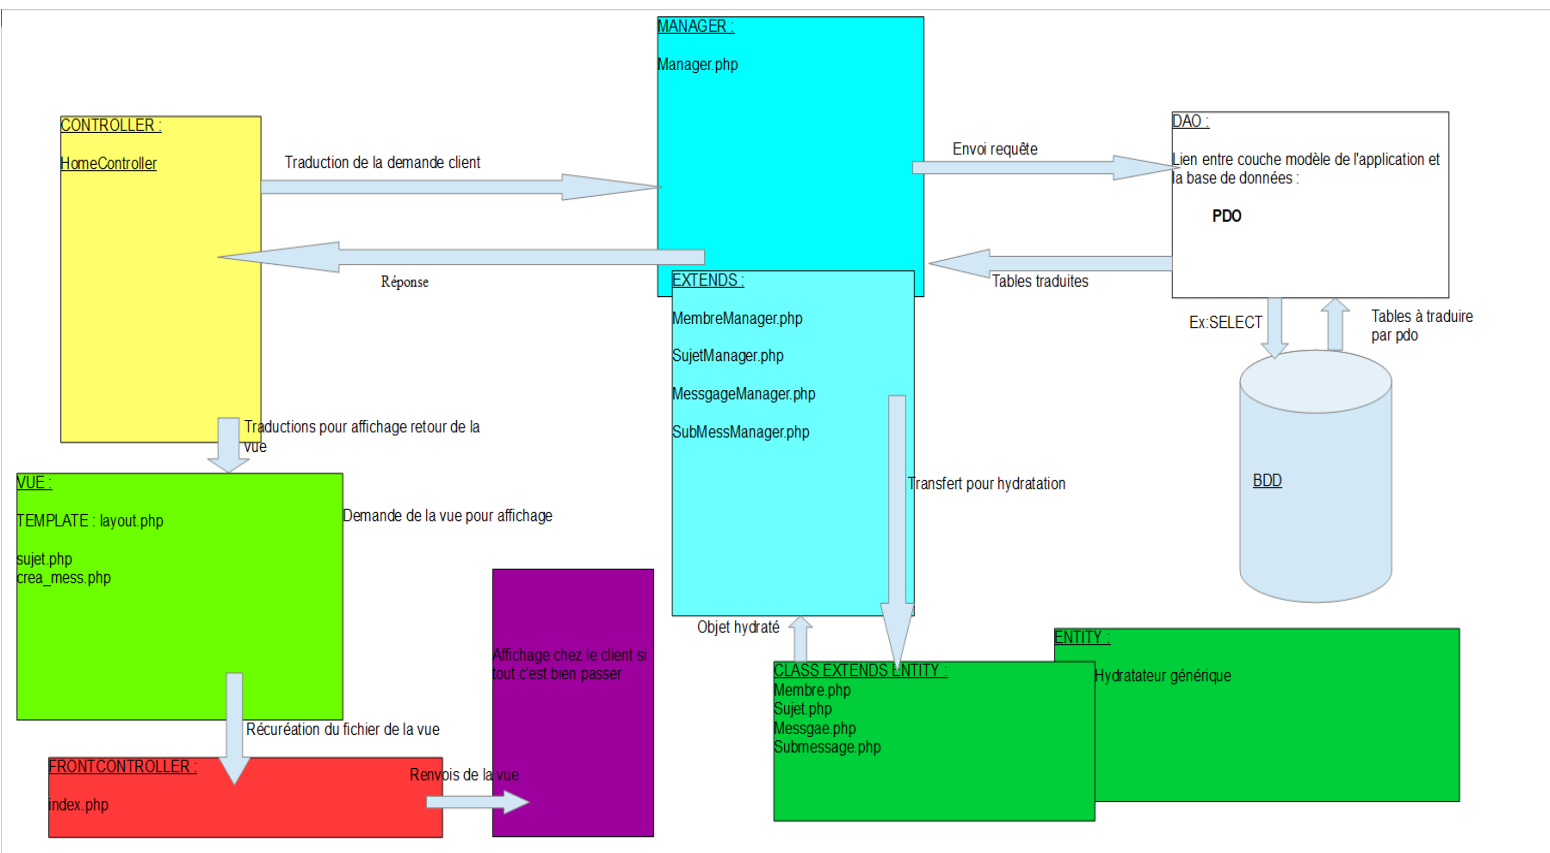 MANAGER :
Manager.php
CONTROLLER :
HomeController
Traduction de la demande client
Envoi requête
DAO :
Lien entre couche modèle de l'application et
la base de données :
PDO
Réponse
EXTENDS :
MembreManager.php
SujetManager.php
MessgageManager.php
SubMessManager.php
Tables traduites
Ex:SELECT
Tables à traduire
par pdo
Traductions pour affichage retour de la
vue
VUE :
TEMPLATE : layout.php
sujet.php
crea_mess.php
Demande de la vue pour affichage
Transfert pour hydratation
BDD
Objet hydraté
Affichage chez le client si
tout c'est bien passer
CLASS EXTENDS ENTITY :
Membre.php
Sujet.php
Messgae.php
Submessage.php
ENTITY :
Hydratateur générique
Récuréation du fichier de la vue
FRONTCONTROLLER :
index.php
Renvois de la vue